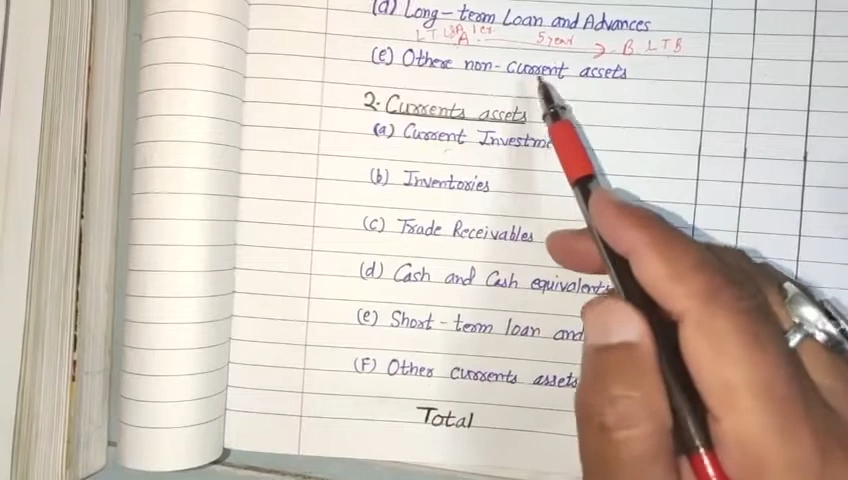 (d) Long-term Loan and Advances
5 year B LTB
(e) Othere non-current assets
2. Currents assets
(a) Current Investme
(b) Inventories
(c) Trade Receivables
(d) Cash and Cash equivalents
(e) Short-term loan and
(F) Other currents assets
Total